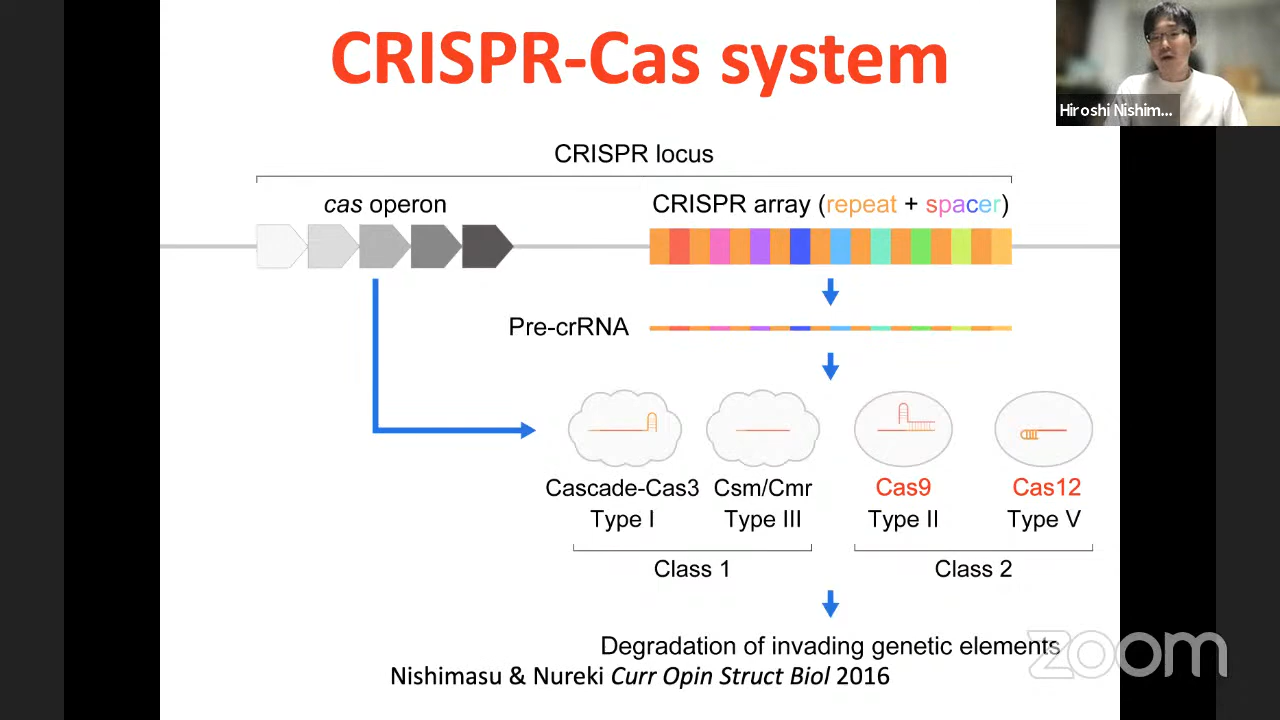 CRISPR-Cas system
Hiroshi Nishim...
CRISPR locus
cas operon
CRISPR array (repeat + spacer)
Pre-crRNA
Cascade-Cas3 Csm/Cmr Cas9 Cas12
Type I Type III Type II Type V
Class 1 Class 2
Degradation of invading genetic elements
zoom
Nishimasu & Nureki Curr Opin Struct Biol 2016